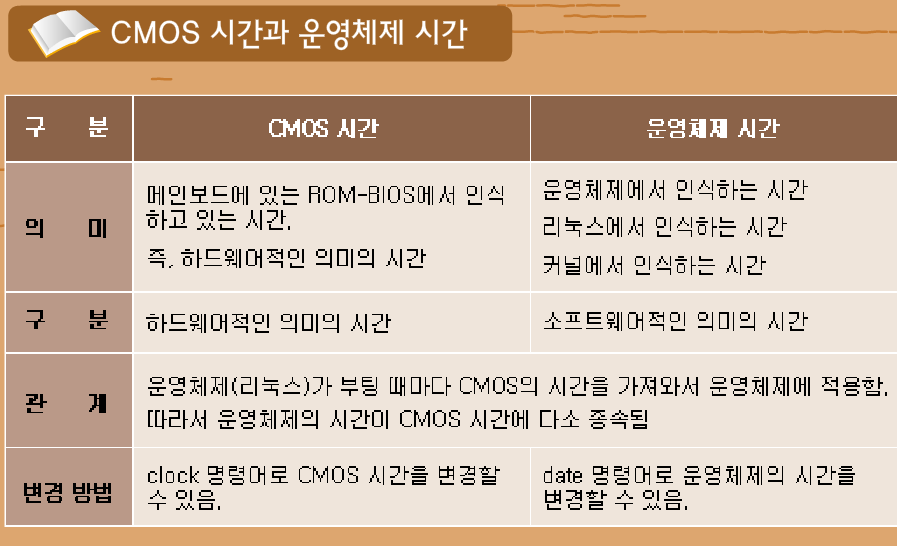 CMOS 시간과 운영체제 시간
구 분
CMOS 시간
운영체제 시간
의 미
메인보드에 있는 ROM-BIOS에서 인식
하고 있는 시간.
즉, 하드웨어적인 의미의 시간
운영체제에서 인식하는 시간
리눅스에서 인식하는 시간
커널에서 인식하는 시간
구 분
하드웨어적인 의미의 시간
소프트웨어적인 의미의 시간
관 계
운영체제(리눅스)가 부팅 때마다 CMOS의 시간을 가져와서 운영체제에 적용함.
따라서 운영체제의 시간이 CMOS 시간에 다소 종속됨
변경 방법
clock 명령어로 CMOS 시간을 변경할
수 있음.
date 명령어로 운영체제의 시간을
변경할 수 있음.